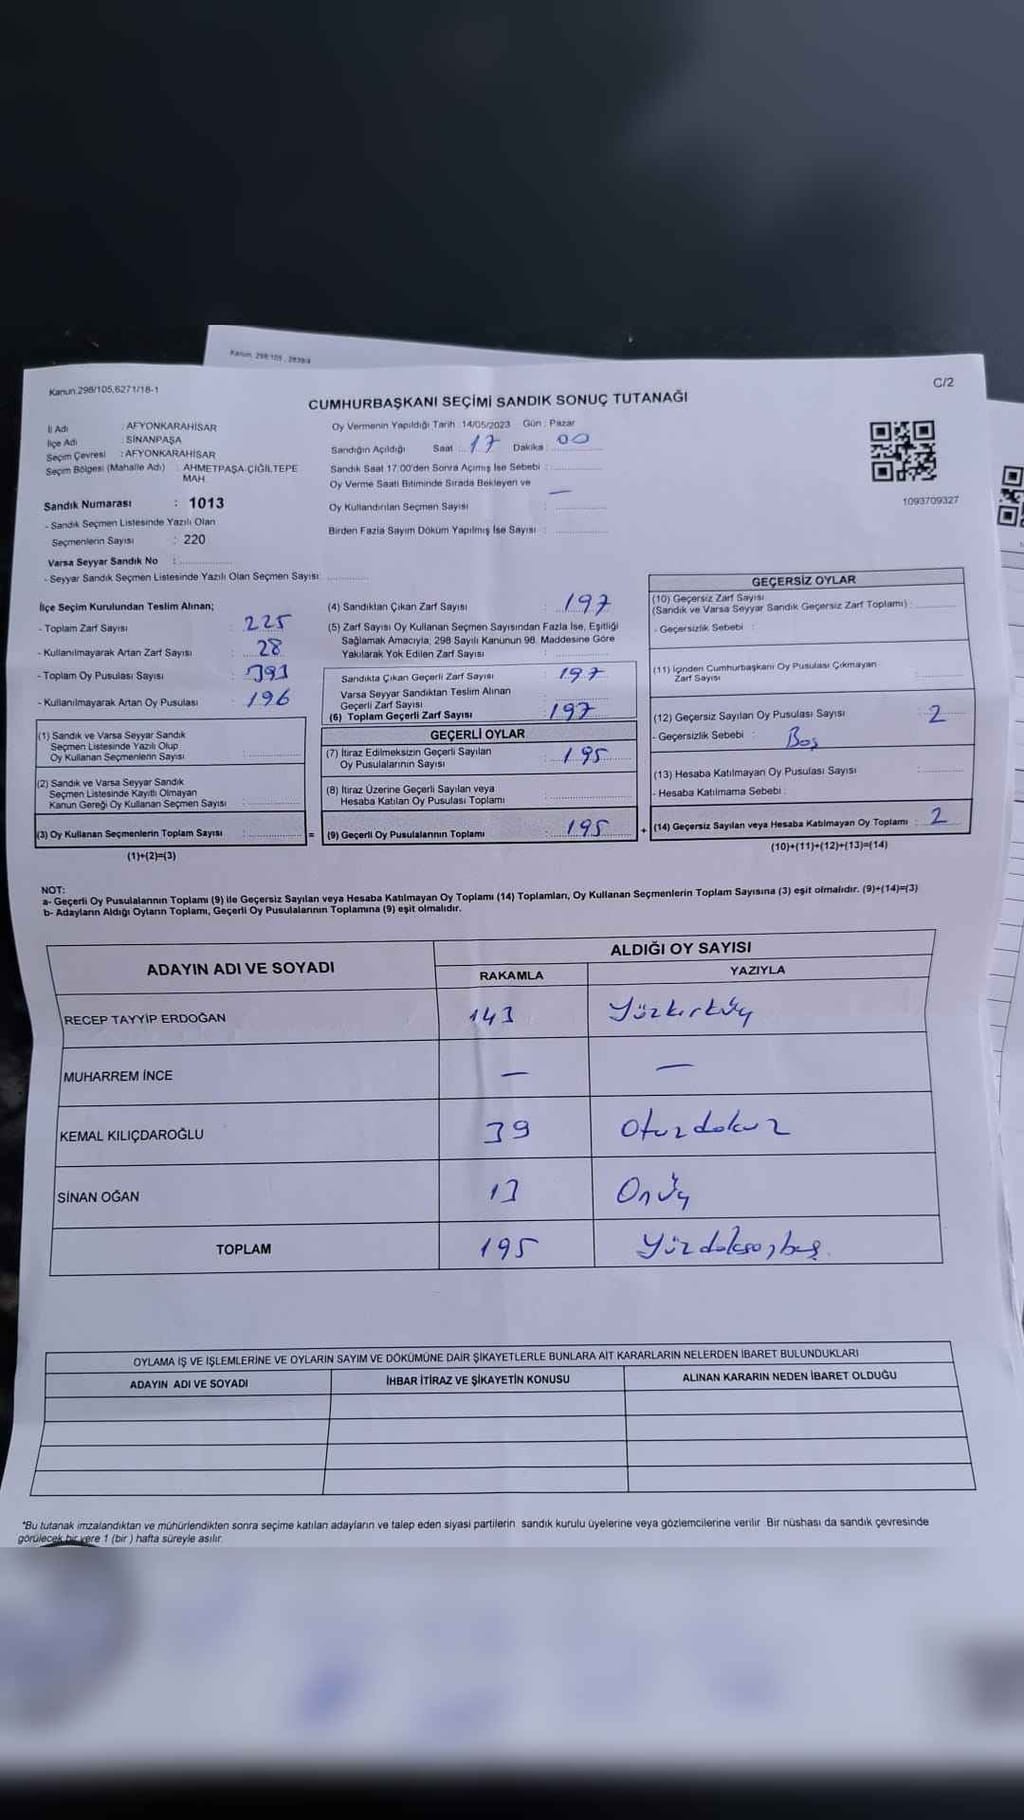 Kanun, 298/105, 2839/4
Kanun.298/105,6271/18-1
C/2
CUMHURBAŞKANI SEÇİMİ SANDIK SONUÇ TUTANAĞI
İl Adı : AFYONKARAHİSAR
İlçe Adı : SİNANPAŞA
Seçim Çevresi : AFYONKARAHİSAR
Seçim Bölgesi (Mahalle Adı) : AHMETPAŞA-ÇİĞİLTEPE
MAH
Sandık Numarası : 1013
- Sandık Seçmen Listesinde Yazılı Olan
Seçmenlerin Sayısı : 220
Varsa Seyyar Sandık No :
- Seyyar Sandık Seçmen Listesinde Yazılı Olan Seçmen Sayısı
Oy Vermenin Yapıldığı Tarih :14/05/2023 Gün : Pazar
Sandığın Açıldığı Saat : 17 Dakika : 00
Sandık Saat 17:00'den Sonra Açımış İse Sebebi :
Oy Verme Saati Bitiminde Sırada Bekleyen ve
Oy Kullandırılan Seçmen Sayısı : —
Birden Fazla Sayım Döküm Yapılmış İse Sayısı :
1093709327
İlçe Seçim Kurulundan Teslim Alınan;
- Toplam Zarf Sayısı : 225
- Kullanılmayarak Artan Zarf Sayısı : 28
- Toplam Oy Pusulası Sayısı : 391
- Kullanılmayarak Artan Oy Pusulası : 196
(1) Sandık ve Varsa Seyyar Sandık
Seçmen Listesinde Yazılı Olup
Oy Kullanan Seçmenlerin Sayısı :
(2) Sandık ve Varsa Seyyar Sandık
Seçmen Listesinde Kayıtlı Olmayan
Kanun Gereği Oy Kullanan Seçmen Sayısı :
(3) Oy Kullanan Seçmenlerin Toplam Sayısı :
(1)+(2)=(3)
(4) Sandıktan Çıkan Zarf Sayısı : 197
(5) Zarf Sayısı Oy Kullanan Seçmen Sayısından Fazla İse, Eşitliği
Sağlamak Amacıyla, 298 Sayılı Kanunun 98. Maddesine Göre
Yakılarak Yok Edilen Zarf Sayısı :
Sandıkta Çıkan Geçerli Zarf Sayısı : 197
Varsa Seyyar Sandıktan Teslim Alınan
Geçerli Zarf Sayısı :
(6) Toplam Geçerli Zarf Sayısı : 197
GEÇERLİ OYLAR
(7) İtiraz Edilmeksizin Geçerli Sayılan
Oy Pusulalarının Sayısı : 195
(8) İtiraz Üzerine Geçerli Sayılan veya
Hesaba Katılan Oy Pusulası Toplamı :
= (9) Geçerli Oy Pusulalarının Toplamı : 195
GEÇERSİZ OYLAR
(10) Geçersiz Zarf Sayısı
(Sandık ve Varsa Seyyar Sandık Geçersiz Zarf Toplamı) :
- Geçersizlik Sebebi :
(11) İçinden Cumhurbaşkanı Oy Pusulası Çıkmayan
Zarf Sayısı :
(12) Geçersiz Sayılan Oy Pusulası Sayısı : 2
- Geçersizlik Sebebi : Boş
(13) Hesaba Katılmayan Oy Pusulası Sayısı :
- Hesaba Katılmama Sebebi :
+ (14) Geçersiz Sayılan veya Hesaba Katılmayan Oy Toplamı : 2
(10)+(11)+(12)+(13)=(14)
NOT:
a- Geçerli Oy Pusulalarının Toplamı (9) ile Geçersiz Sayılan veya Hesaba Katılmayan Oy Toplamı (14) Toplamları, Oy Kullanan Seçmenlerin Toplam Sayısına (3) eşit olmalıdır. (9)+(14)=(3)
b- Adayların Aldığı Oyların Toplamı, Geçerli Oy Pusulalarının Toplamına (9) eşit olmalıdır.
ADAYIN ADI VE SOYADI
ALDIĞI OY SAYISI
RAKAMLA YAZIYLA
RECEP TAYYİP ERDOĞAN 143 Yüzkırküç
MUHARREM İNCE — —
KEMAL KILIÇDAROĞLU 39 Otuzdokuz
SİNAN OĞAN 13 Onüç
TOPLAM 195 Yüzdoksanbeş.
OYLAMA İŞ VE İŞLEMLERİNE VE OYLARIN SAYIM VE DÖKÜMÜNE DAİR ŞİKAYETLERLE BUNLARA AİT KARARLARIN NELERDEN İBARET BULUNDUKLARI
ADAYIN ADI VE SOYADI İHBAR İTİRAZ VE ŞİKAYETİN KONUSU ALINAN KARARIN NEDEN İBARET OLDUĞU
*Bu tutanak imzalandıktan ve mühürlendikten sonra seçime katılan adayların ve talep eden siyasi partilerin sandık kurulu üyelerine veya gözlemcilerine verilir. Bir nüshası da sandık çevresinde
görülecek bir yere 1 (bir) hafta süreyle asılır.